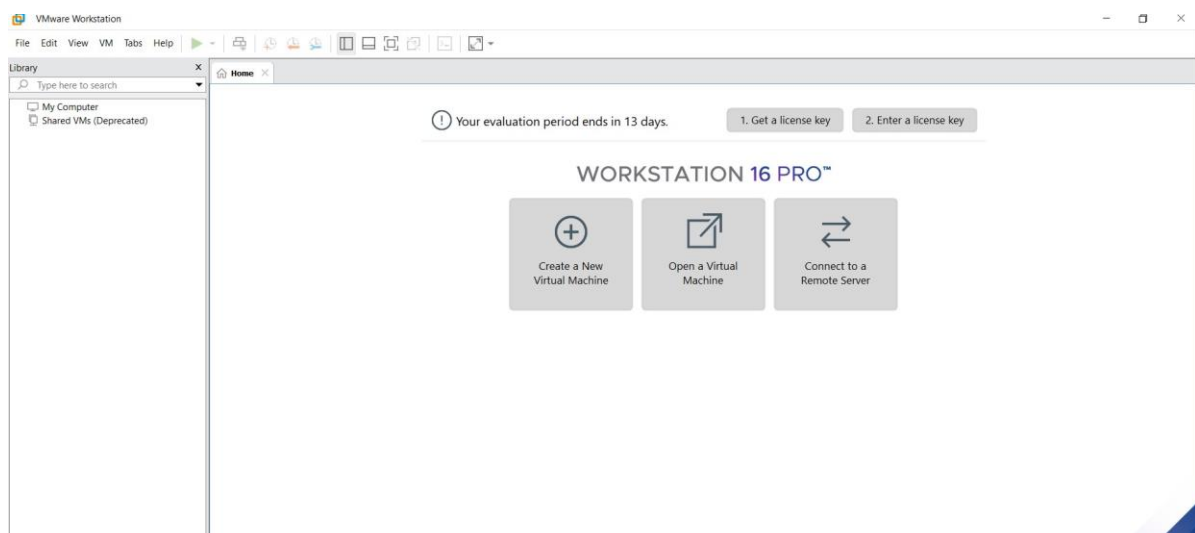 VMware Workstation
File Edit View VM Tabs Help
Library
Type here to search
My Computer
Shared VMs (Deprecated)
Home
Your evaluation period ends in 13 days.
1. Get a license key
2. Enter a license key
WORKSTATION 16 PRO™
Create a New
Virtual Machine
Open a Virtual
Machine
Connect to a
Remote Server